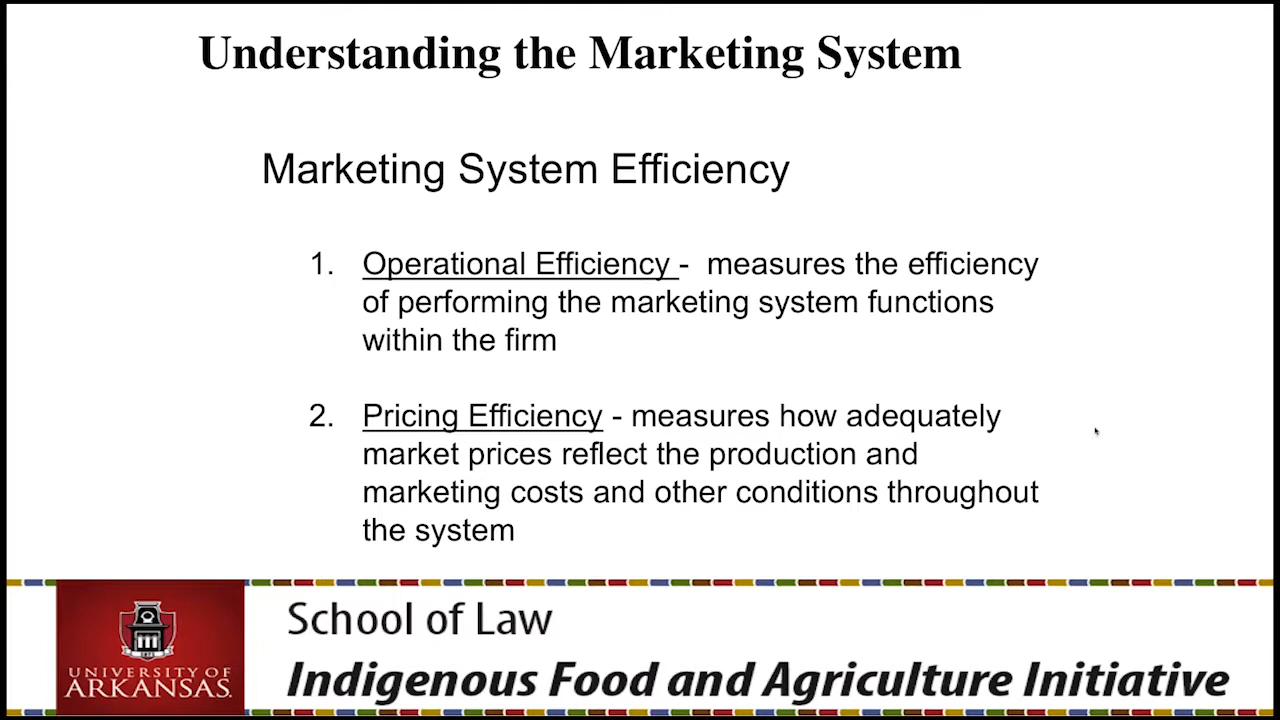 Understanding the Marketing System
Marketing System Efficiency
1. Operational Efficiency - measures the efficiency
of performing the marketing system functions
within the firm
2. Pricing Efficiency - measures how adequately
market prices reflect the production and
marketing costs and other conditions throughout
the system
UNIVERSITY OF
ARKANSAS.
School of Law
Indigenous Food and Agriculture Initiative